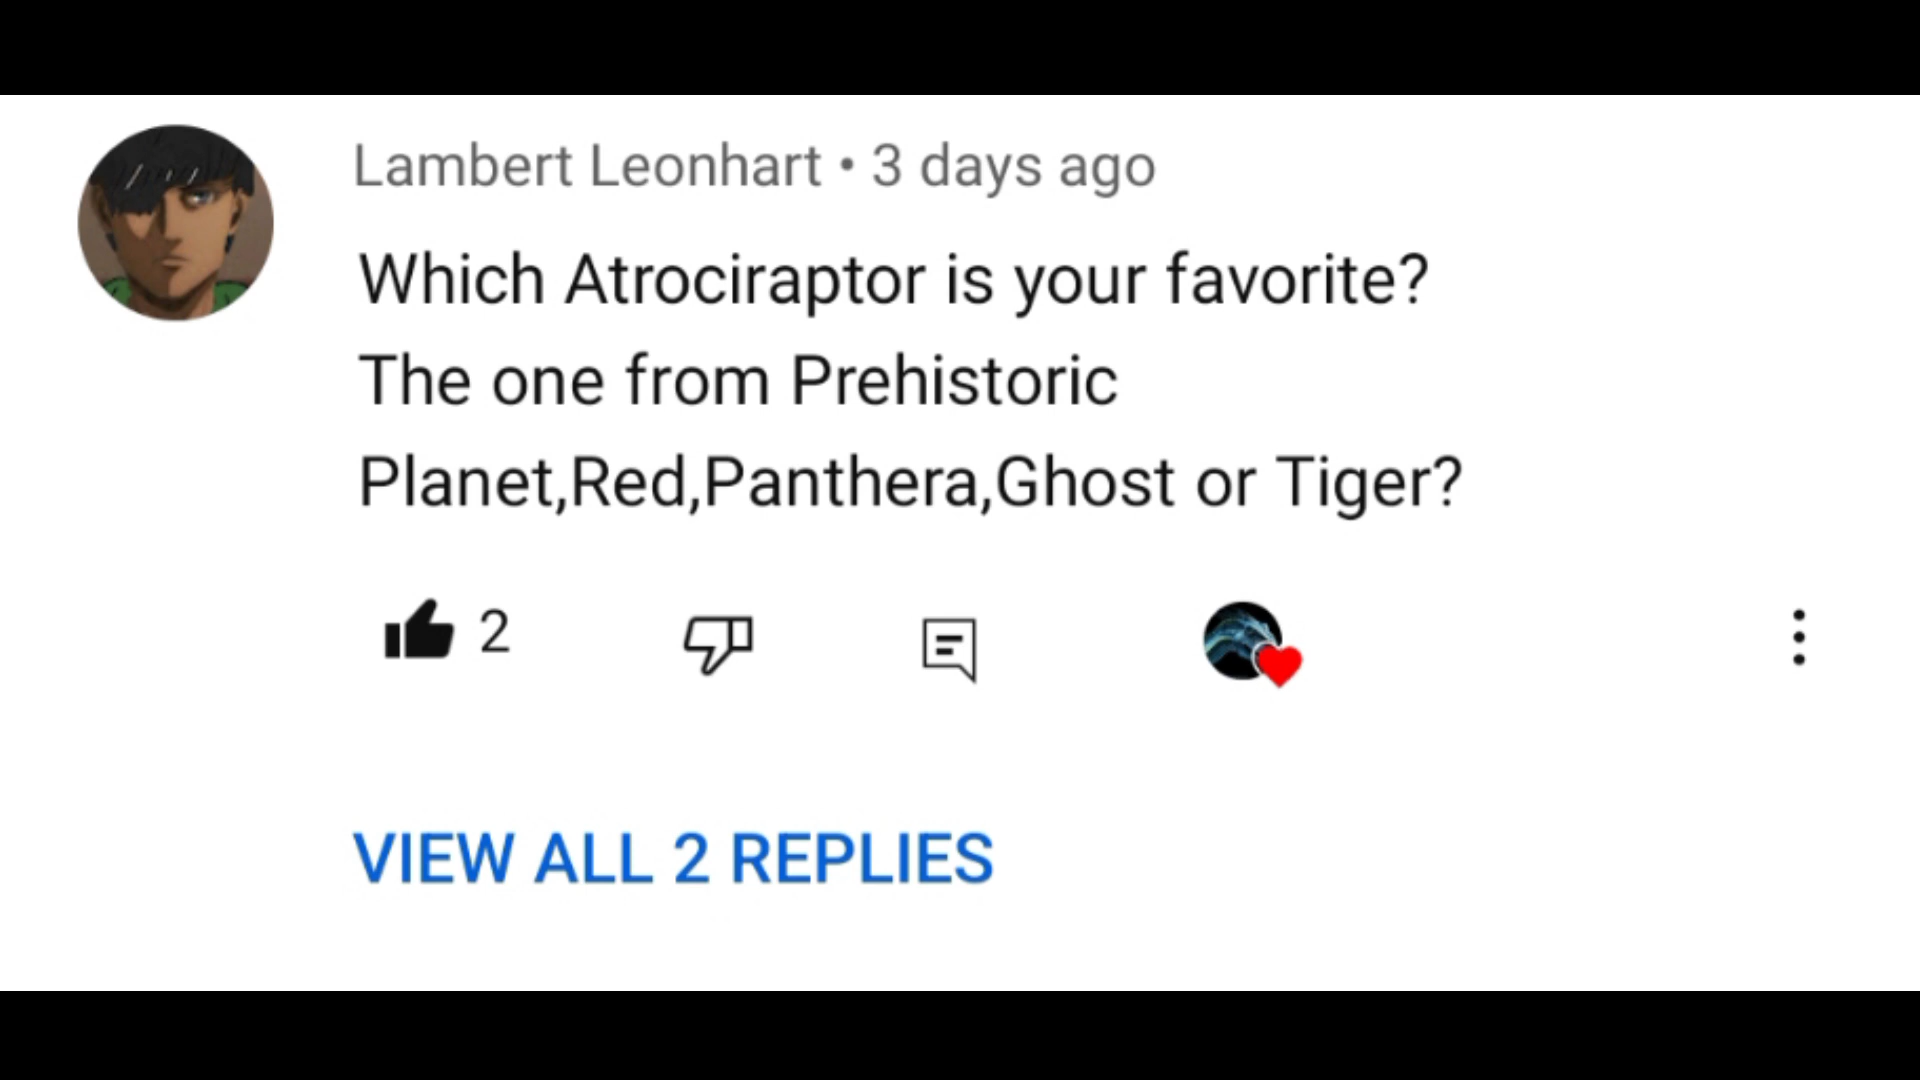 Lambert Leonhart • 3 days ago
Which Atrociraptor is your favorite?
The one from Prehistoric
Planet,Red,Panthera,Ghost or Tiger?
2
VIEW ALL 2 REPLIES